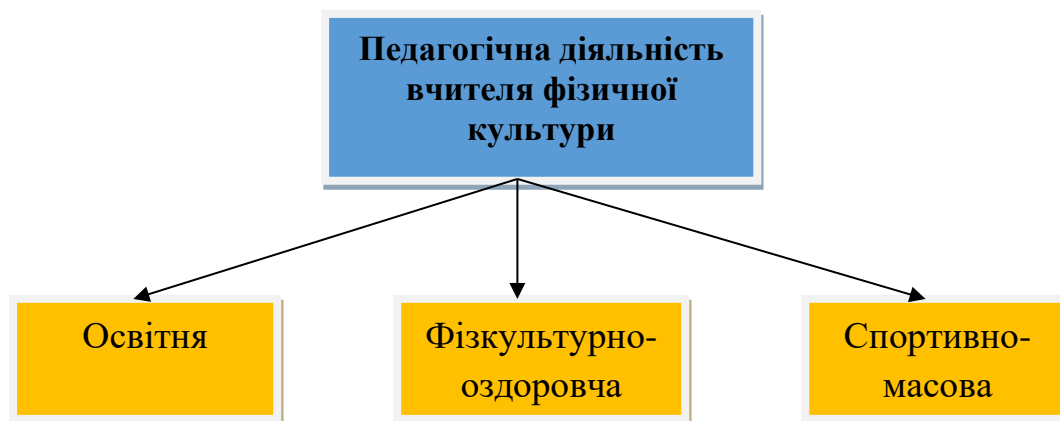 Педагогічна діяльність
вчителя фізичної
культури
Освітня
Фізкультурно-
оздоровча
Спортивно-
масова